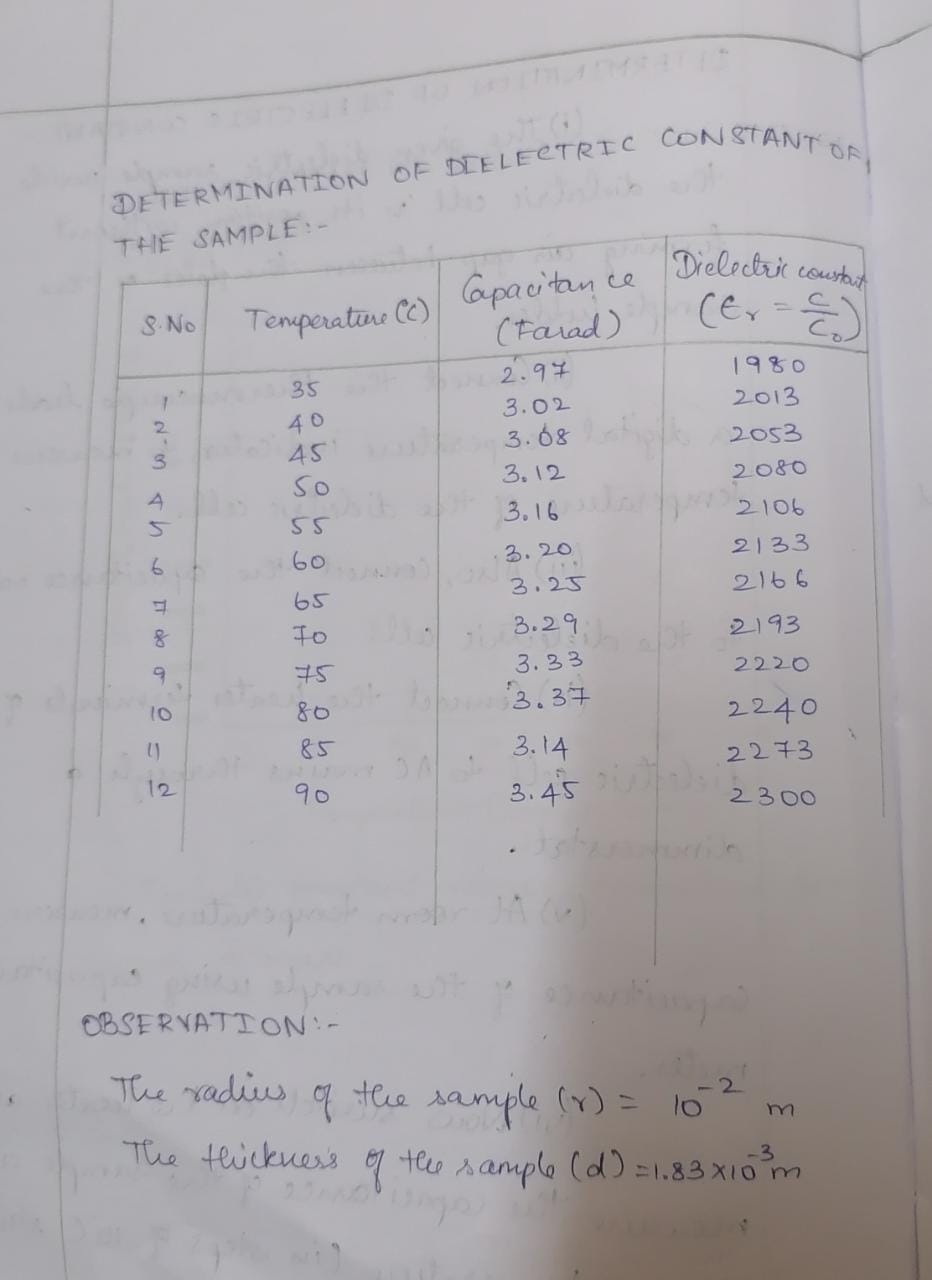 DETERMINATION OF DIELECTRIC CONSTANT OF
THE SAMPLE:-
S.No Temperature (°C) Capacitance (Farad) Dielectric constant (Er = C/C₀)
1 35 2.97 1980
2 40 3.02 2013
3 45 3.08 2053
4 50 3.12 2080
5 55 3.16 2106
6 60 3.20 2133
7 65 3.25 2166
8 70 3.29 2193
9 75 3.33 2220
10 80 3.37 2240
11 85 3.14 2273
12 90 3.45 2300
OBSERVATION:-
The radius of the sample (r) = 10⁻² m
The thickness of the sample (d) = 1.83 x 10⁻³ m